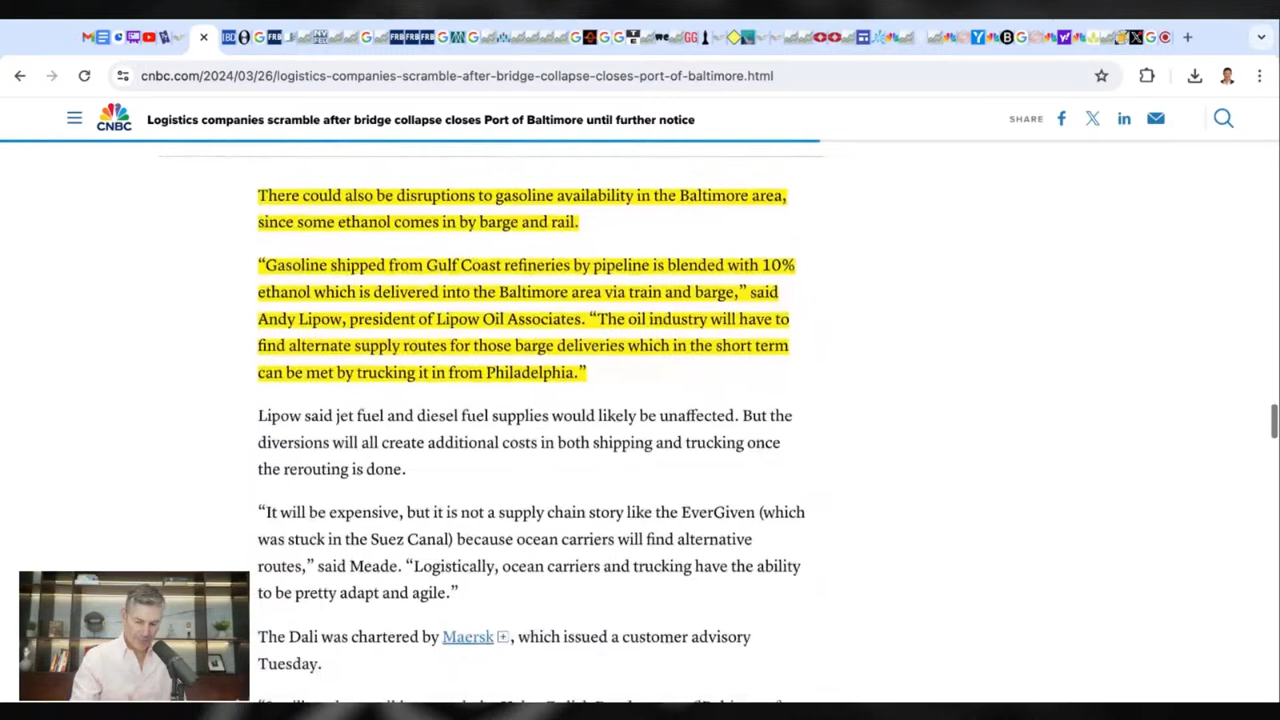 cnbc.com/2024/03/26/logistics-companies-scramble-after-bridge-collapse-closes-port-of-baltimore.html
CNBC
Logistics companies scramble after bridge collapse closes Port of Baltimore until further notice
SHARE
There could also be disruptions to gasoline availability in the Baltimore area,
since some ethanol comes in by barge and rail.
“Gasoline shipped from Gulf Coast refineries by pipeline is blended with 10%
ethanol which is delivered into the Baltimore area via train and barge,” said
Andy Lipow, president of Lipow Oil Associates. “The oil industry will have to
find alternate supply routes for those barge deliveries which in the short term
can be met by trucking it in from Philadelphia.”
Lipow said jet fuel and diesel fuel supplies would likely be unaffected. But the
diversions will all create additional costs in both shipping and trucking once
the rerouting is done.
“It will be expensive, but it is not a supply chain story like the EverGiven (which
was stuck in the Suez Canal) because ocean carriers will find alternative
routes,” said Meade. “Logistically, ocean carriers and trucking have the ability
to be pretty adapt and agile.”
The Dali was chartered by Maersk, which issued a customer advisory
Tuesday.